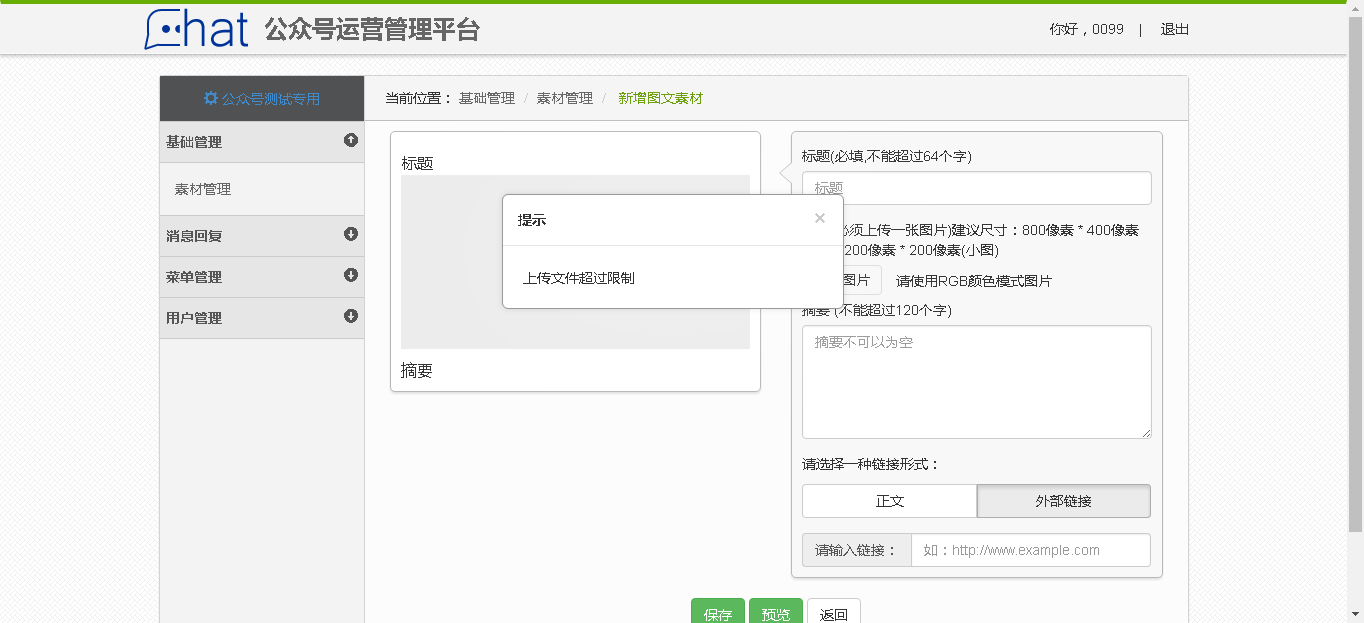 Chat 公众号运营管理平台
你好，0099 | 退出
公众号测试专用
当前位置： 基础管理 / 素材管理 / 新增图文素材
基础管理
素材管理
消息回复
菜单管理
用户管理
标题
摘要
标题(必填,不能超过64个字)
标题
必须上传一张图片)建议尺寸：800像素 * 400像素
200像素 * 200像素(小图)
图片 请使用RGB颜色模式图片
摘要 (不能超过120个字)
摘要不可以为空
请选择一种链接形式：
正文 外部链接
请输入链接： 如：http://www.example.com
保存 预览 返回
提示 ×
上传文件超过限制